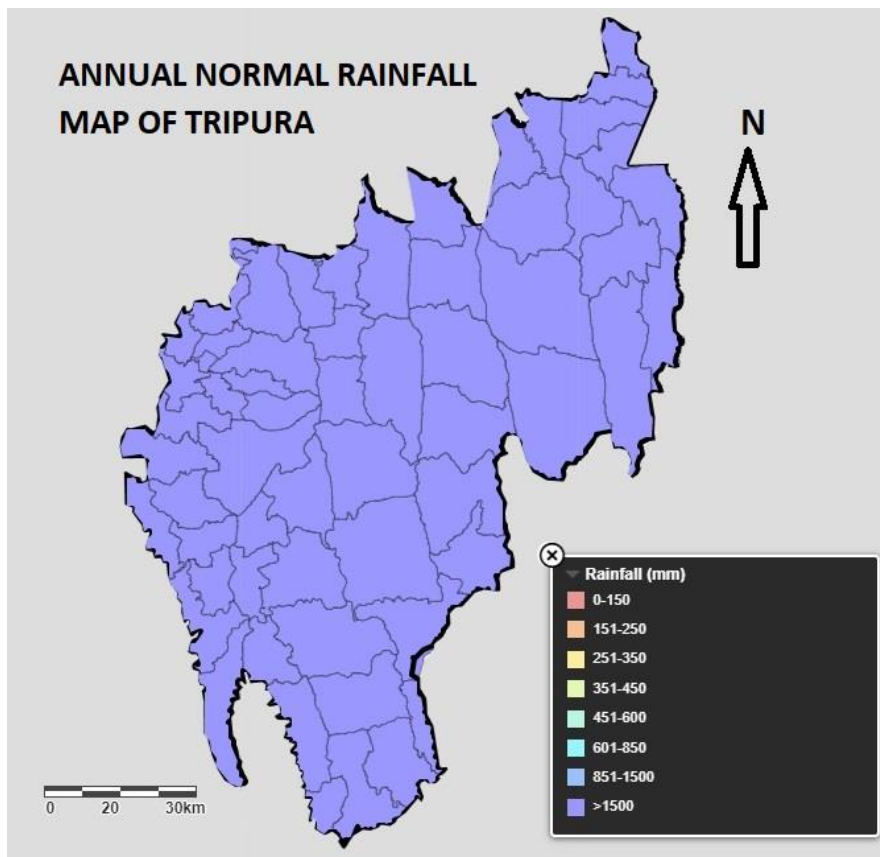 ANNUAL NORMAL RAINFALL
MAP OF TRIPURA
N
Rainfall (mm)
0-150
151-250
251-350
351-450
451-600
601-850
851-1500
>1500
0 20 30km